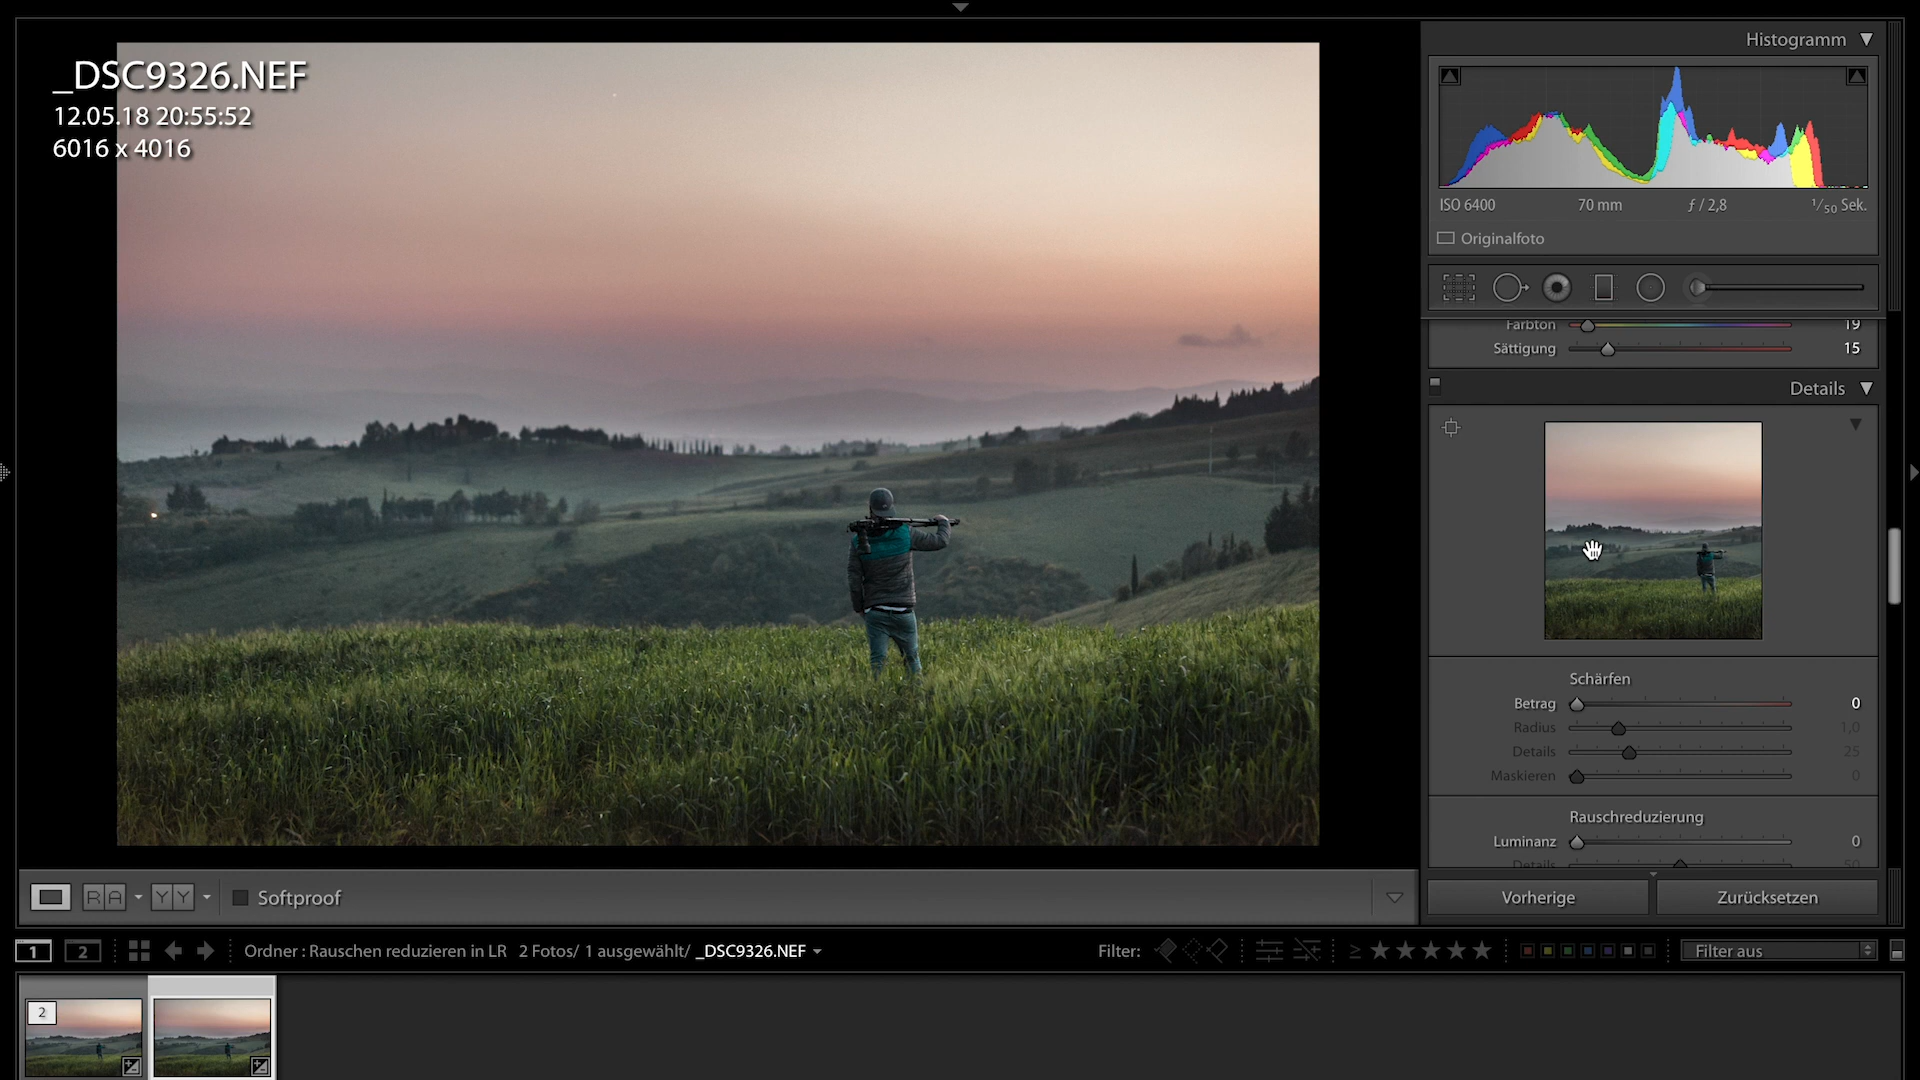 _DSC9326.NEF
12.05.18 20:55:52
6016 x 4016
Histogramm
ISO 6400 70 mm ƒ / 2,8 1/50 Sek.
Originalfoto
Farbton 19
Sättigung 15
Details
Schärfen
Betrag 0
Radius 1,0
Details 25
Maskieren 0
Rauschreduzierung
Luminanz 0
Details 50
Vorherige Zurücksetzen
R A Y Y Softproof
1 2 Ordner : Rauschen reduzieren in LR 2 Fotos/ 1 ausgewählt/ _DSC9326.NEF Filter: ≥ ★★★★★ Filter aus
2